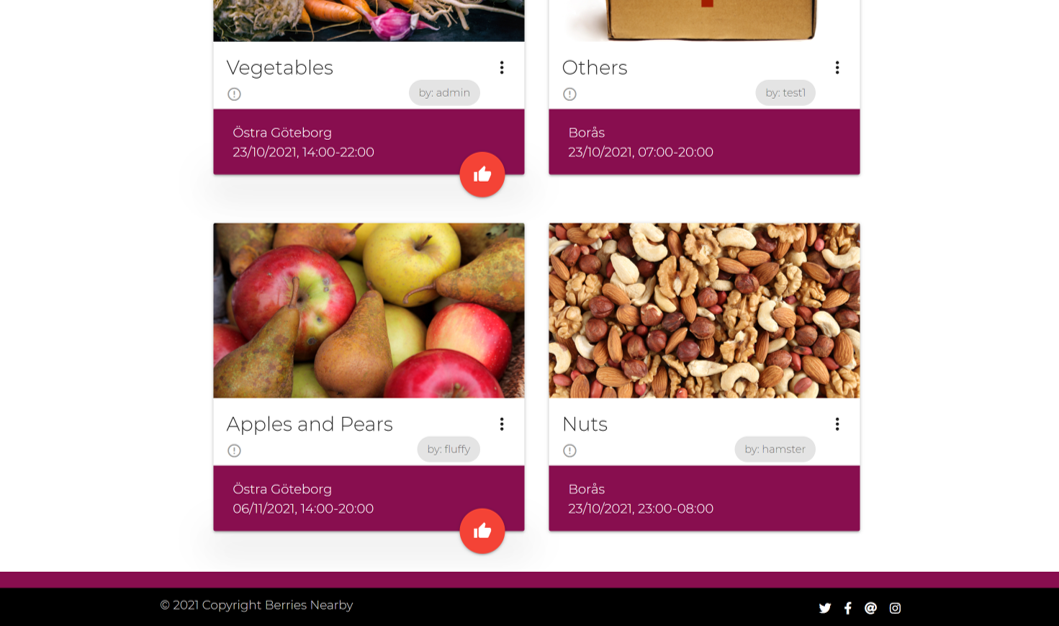 Vegetables
by: admin
Östra Göteborg
23/10/2021, 14:00-22:00
Others
by: test1
Borås
23/10/2021, 07:00-20:00
Apples and Pears
by: fluffy
Östra Göteborg
06/11/2021, 14:00-20:00
Nuts
by: hamster
Borås
23/10/2021, 23:00-08:00
© 2021 Copyright Berries Nearby